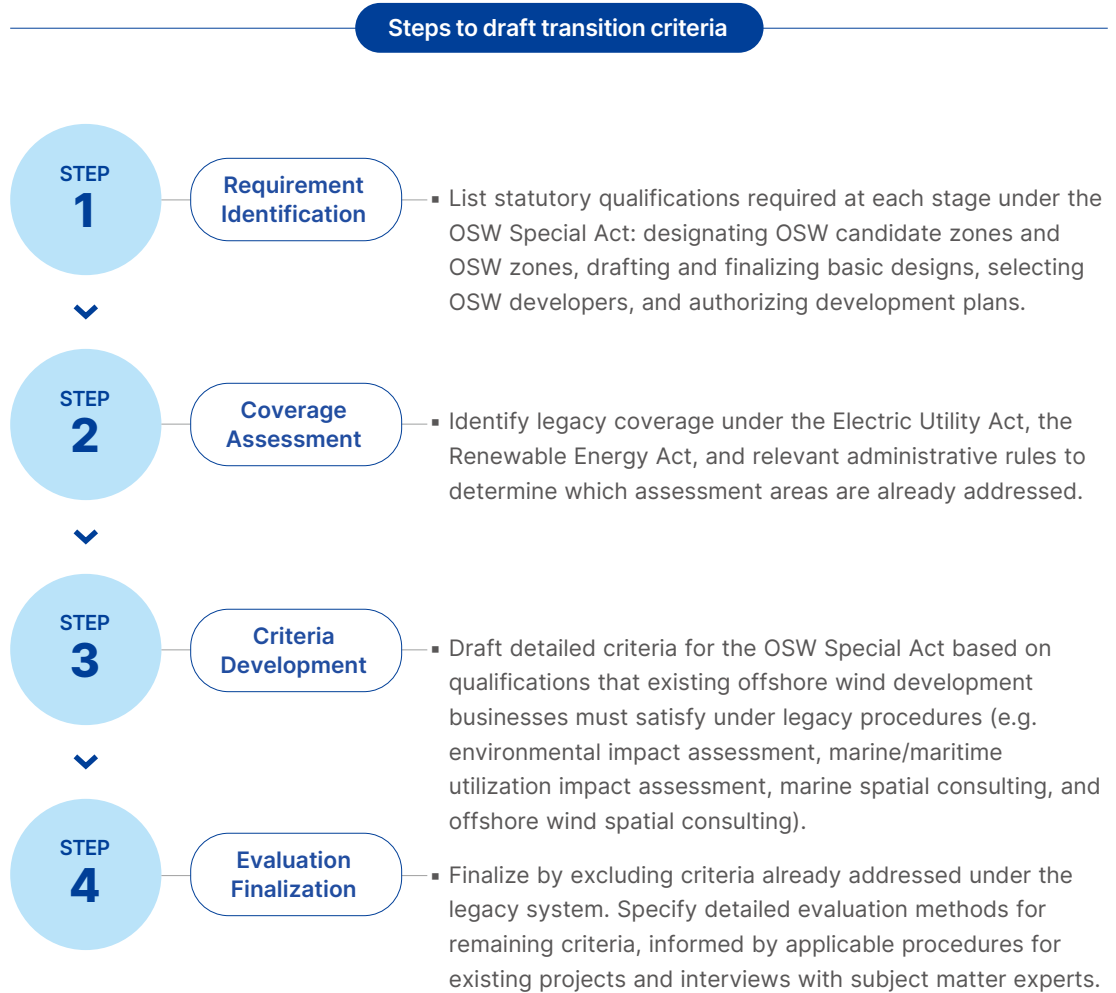 Steps to draft transition criteria
STEP
1
Requirement
Identification
▪ List statutory qualifications required at each stage under the
OSW Special Act: designating OSW candidate zones and
OSW zones, drafting and finalizing basic designs, selecting
OSW developers, and authorizing development plans.
STEP
2
Coverage
Assessment
▪ Identify legacy coverage under the Electric Utility Act, the
Renewable Energy Act, and relevant administrative rules to
determine which assessment areas are already addressed.
STEP
3
Criteria
Development
▪ Draft detailed criteria for the OSW Special Act based on
qualifications that existing offshore wind development
businesses must satisfy under legacy procedures (e.g.
environmental impact assessment, marine/maritime
utilization impact assessment, marine spatial consulting, and
offshore wind spatial consulting).
STEP
4
Evaluation
Finalization
▪ Finalize by excluding criteria already addressed under the
legacy system. Specify detailed evaluation methods for
remaining criteria, informed by applicable procedures for
existing projects and interviews with subject matter experts.